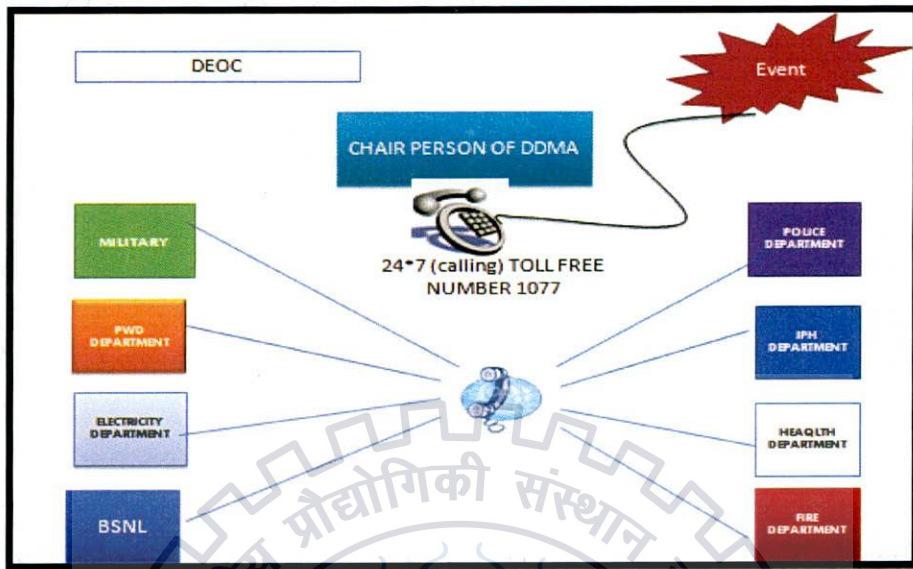 DEOC
Event
CHAIR PERSON OF DDMA
24*7 (calling) TOLL FREE
NUMBER 1077
MILITARY
PWD
DEPARTMENT
ELECTRICITY
DEPARTMENT
BSNL
POLICE
DEPARTMENT
IPH
DEPARTMENT
HEAQLTH
DEPARTMENT
FIRE
DEPARTMENT
प्रौद्योगिकी संस्थान